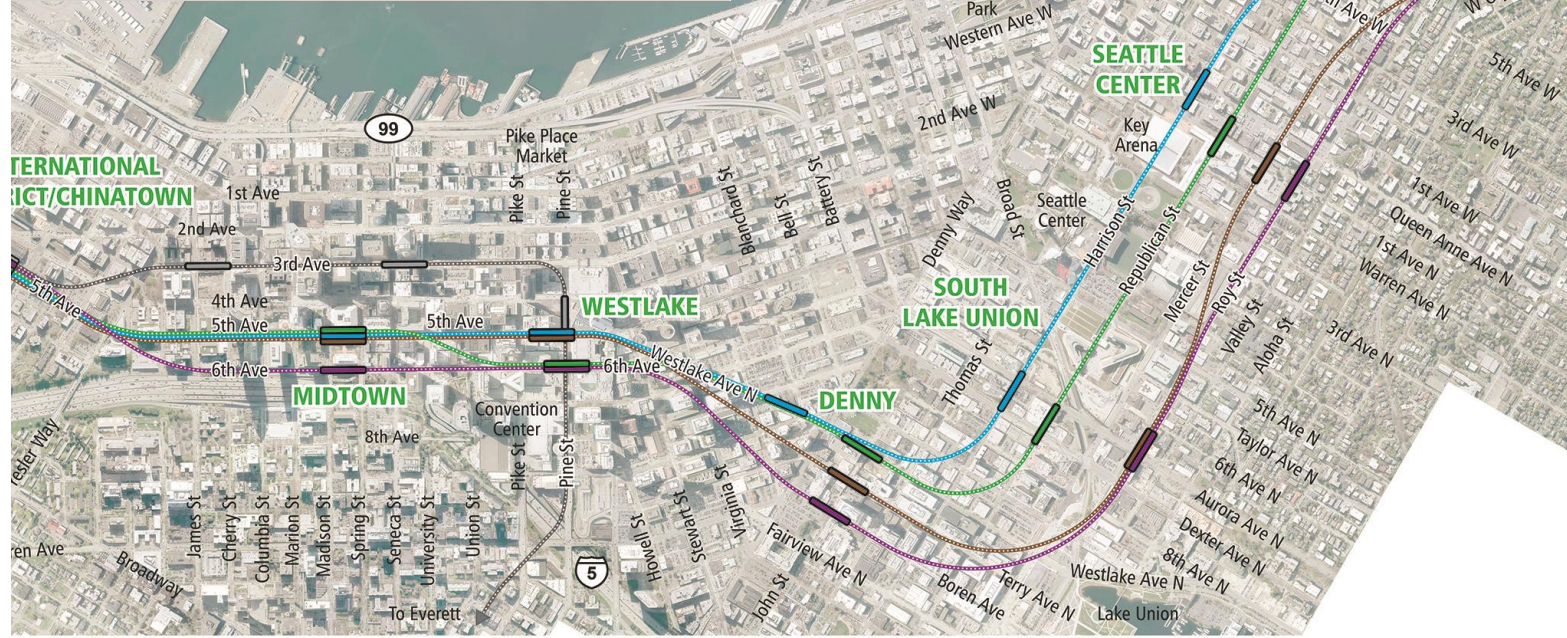 Park
Western Ave W
5th Ave W
SEATTLE
CENTER
2nd Ave W
99
Pike Place
Market
Key
Arena
3rd Ave W
TERNATIONAL
RICT/CHINATOWN
1st Ave
Pike St
Pine St
Blanchard St
Bell St
Battery St
Denny Way
Broad St
Seattle
Center
Harrison St
Republican St
1st Ave W
Queen Anne Ave N
1st Ave N
Warren Ave N
2nd Ave
3rd Ave
5th Ave
4th Ave
5th Ave
5th Ave
WESTLAKE
SOUTH
LAKE UNION
Mercer St
Roy St
Valley St
Aloha St
3rd Ave N
6th Ave
6th Ave
Westlake Ave N
Thomas St
MIDTOWN
DENNY
Convention
Center
8th Ave
Pike St
Pine St
5th Ave N
Taylor Ave N
6th Ave N
Aurora Ave N
Dexter Ave N
8th Ave N
James St
Cherry St
Columbia St
Marion St
Madison St
Spring St
Seneca St
University St
Union St
Howell St
Stewart St
Virginia St
Fairview Ave N
John St
Boren Ave
Terry Ave N
Westlake Ave N
Lake Union
esler Way
ren Ave
Broadway
5
To Everett